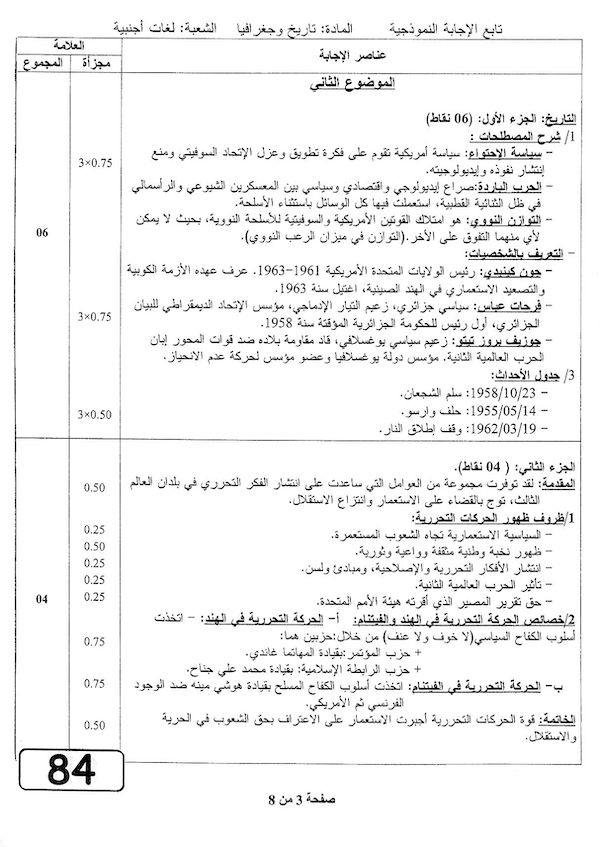 تابع الإجابة النموذجية المادة: تاريخ وجغرافيا الشعبة: لغات أجنبية
عناصر الإجابة
العلامة
مجزأة
المجموع
الموضوع الثاني
التاريخ: الجزء الأول: (06 نقاط)
1/ شرح المصطلحات :
– سياسة الإحتواء: سياسة أمريكية تقوم على فكرة تطويق وعزل الإتحاد السوفيتي ومنع
إنتشار نفوذه وإيديولوجيته.
3×0.75
– الحرب الباردة:صراع إيديولوجي واقتصادي وسياسي بين المعسكرين الشيوعي والرأسمالي
في ظل الثنائية القطبية، استعملت فيها كل الوسائل باستثناء الأسلحة.
– التوازن النووي: هو امتلاك القوتين الأمريكية والسوفيتية للأسلحة النووية، بحيث لا يمكن
لأي منهما التفوق على الأخر.(التوازن في ميزان الرعب النووي).
06
– التعريف بالشخصيات:
– جون كينيدي: رئيس الولايات المتحدة الأمريكية 1961–1963. عرف عهده الأزمة الكوبية
والتصعيد الاستعماري في الهند الصينية، اغتيل سنة 1963.
– فرحات عباس: سياسي جزائري، زعيم التيار الإدماجي، مؤسس الإتحاد الديمقراطي للبيان
الجزائري، أول رئيس للحكومة الجزائرية المؤقتة سنة 1958.
3×0.75
– جوزيف بروز تيتو: زعيم سياسي يوغسلافي، قاد مقاومة بلاده ضد قوات المحور إبان
الحرب العالمية الثانية. مؤسس دولة يوغسلافيا وعضو مؤسس لحركة عدم الانحياز.
3/ جدول الأحداث:
– 1958/10/23: سلم الشجعان.
– 1955/05/14: حلف وارسو.
– 1962/03/19: وقف إطلاق النار.
3×0.50
الجزء الثاني: ( 04 نقاط).
المقدمة: لقد توفرت مجموعة من العوامل التي ساعدت على انتشار الفكر التحرري في بلدان العالم
الثالث، توج بالقضاء على الاستعمار وانتزاع الاستقلال.
0.50
1/ظروف ظهور الحركات التحررية:
– السياسية الاستعمارية تجاه الشعوب المستعمرة.
0.25
– ظهور نخبة وطنية مثقفة وواعية وثورية.
0.50
– انتشار الأفكار التحررية والإصلاحية، ومبادئ ولسن.
0.25
– تأثير الحرب العالمية الثانية.
0.25
– حق تقرير المصير الذي أقرته هيئة الأمم المتحدة.
0.25
04
2/خصائص الحركة التحررية في الهند والفيتنام: أ– الحركة التحررية في الهند: – اتخذت
أسلوب الكفاح السياسي(لا خوف ولا عنف) من خلال:حزبين هما:
+ حزب المؤتمر:بقيادة المهاتما غاندي.
0.75
+ حزب الرابطة الإسلامية: بقيادة محمد علي جناح.
ب– الحركة التحررية في الفيتنام: اتخذت أسلوب الكفاح المسلح بقيادة هوشي مينه ضد الوجود
الفرنسي ثم الأمريكي.
0.75
الخاتمة: قوة الحركات التحررية أجبرت الاستعمار على الاعتراف بحق الشعوب في الحرية
والاستقلال.
0.50
84
صفحة 3 من 8